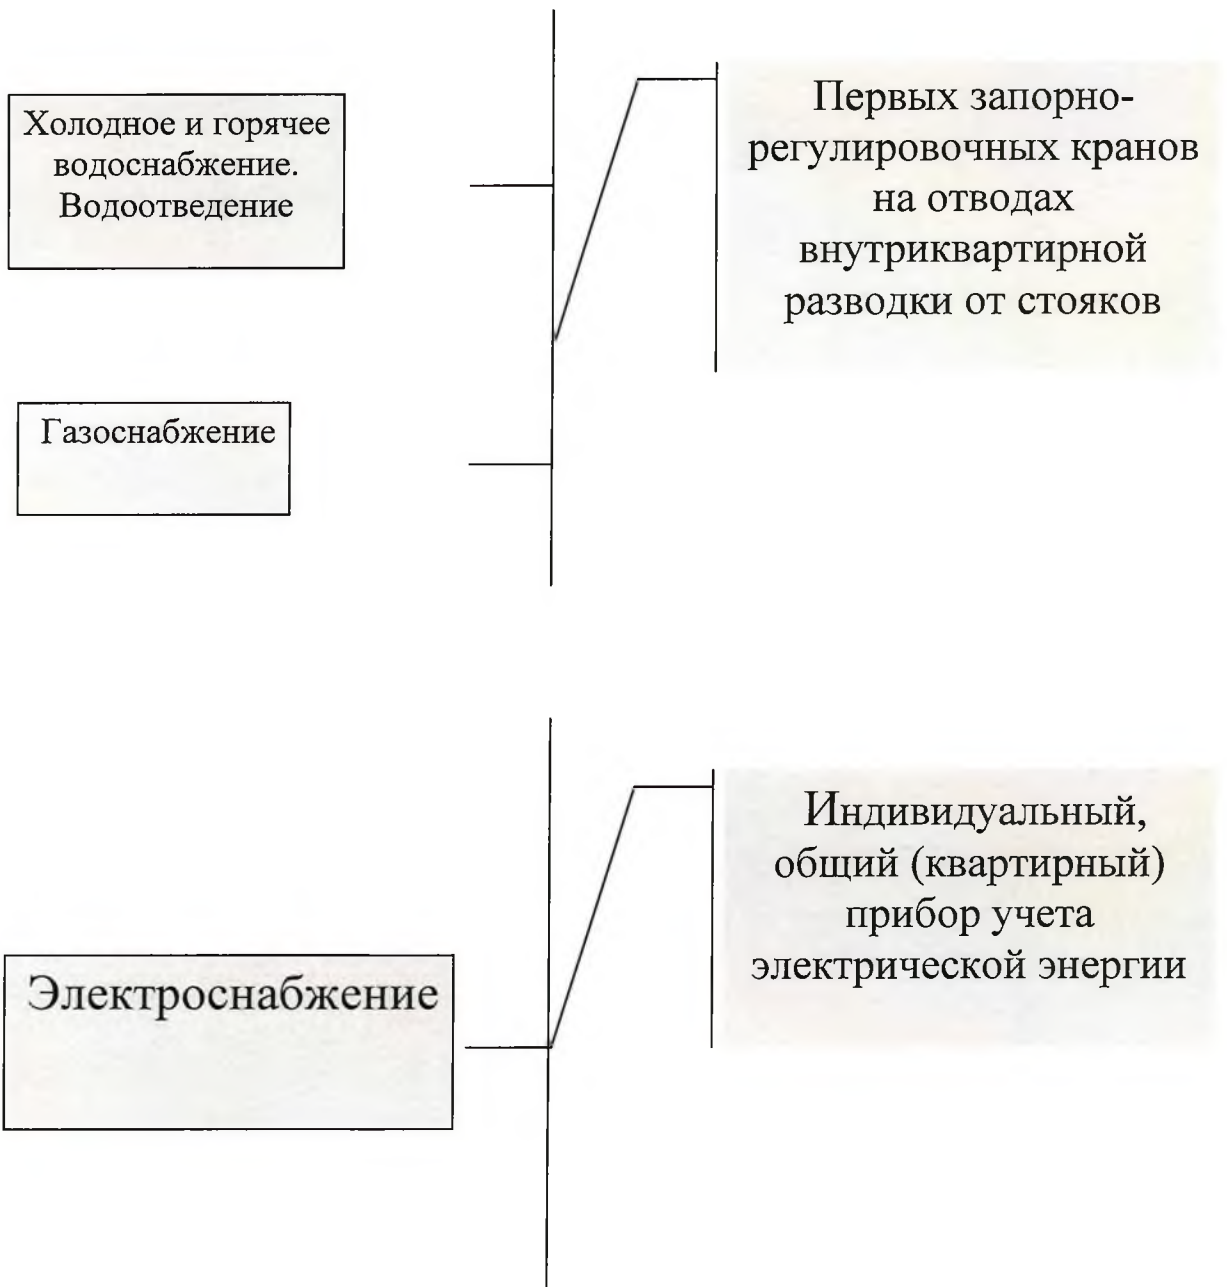 Холодное и горячее
водоснабжение.
Водоотведение
Первых запорно-
регулировочных кранов
на отводах
внутриквартирной
разводки от стояков
Газоснабжение
Электроснабжение
Индивидуальный,
общий (квартирный)
прибор учета
электрической энергии